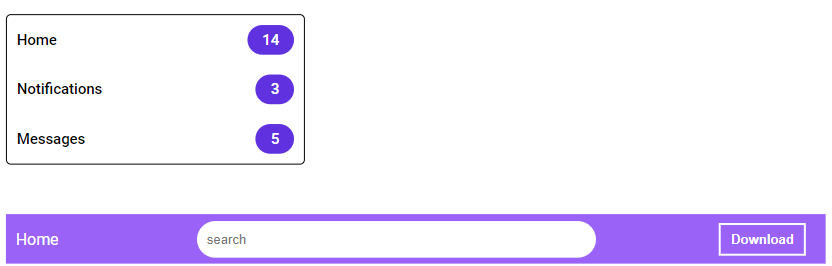 Home 14
Notifications 3
Messages 5
Home search Download